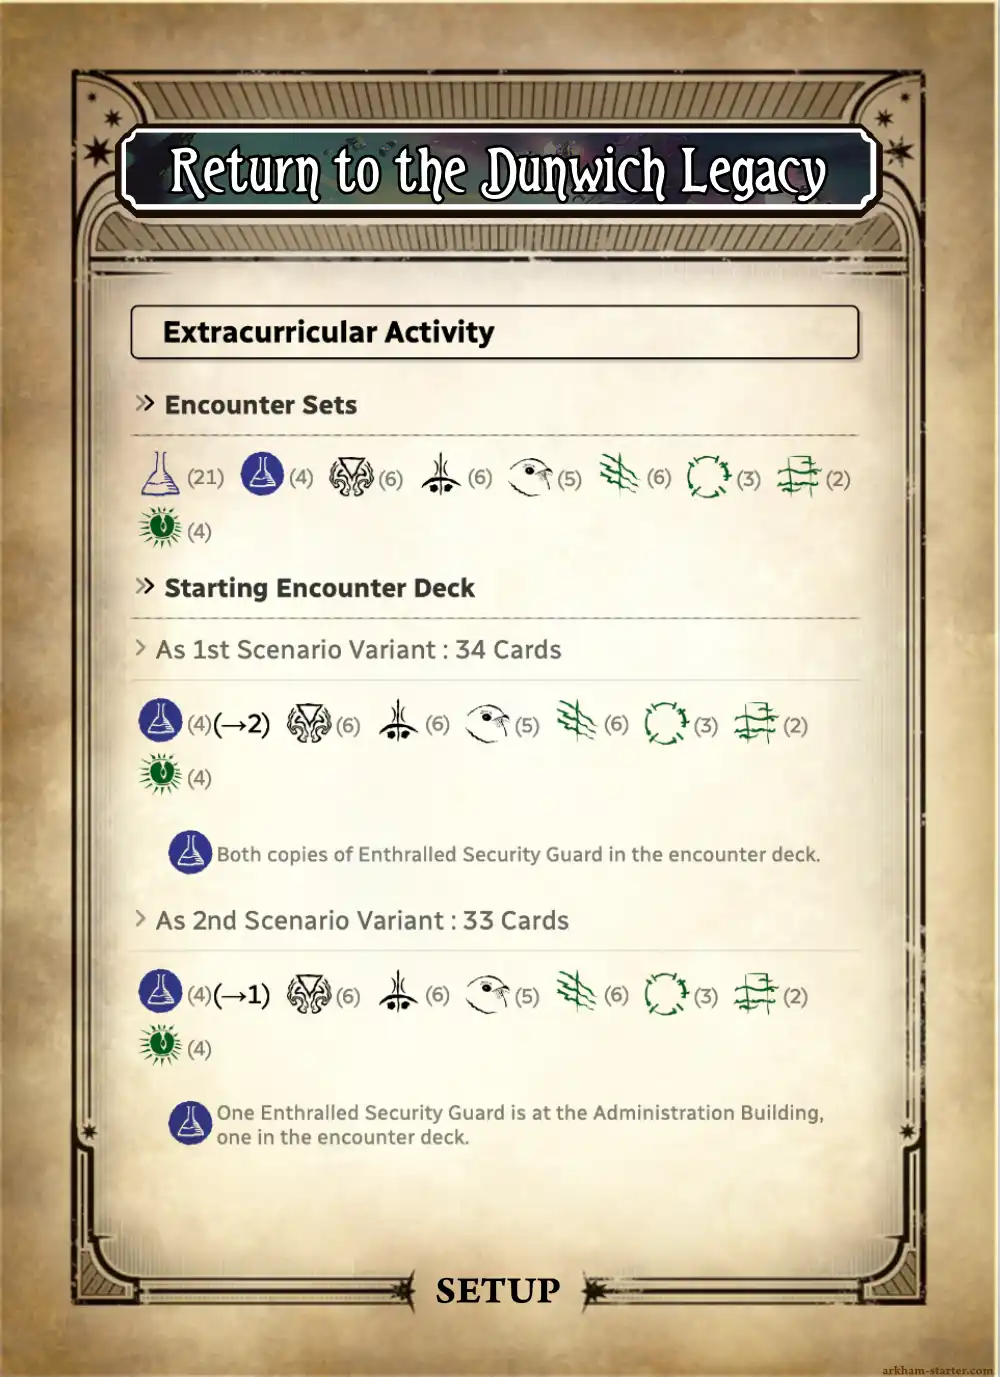 Return to the Dunwich Legacy
Extracurricular Activity
» Encounter Sets
(21) (4) (6) (6) (5) (6) (3) (2)
(4)
» Starting Encounter Deck
> As 1st Scenario Variant : 34 Cards
(4)(→2) (6) (6) (5) (6) (3) (2)
(4)
Both copies of Enthralled Security Guard in the encounter deck.
> As 2nd Scenario Variant : 33 Cards
(4)(→1) (6) (6) (5) (6) (3) (2)
(4)
One Enthralled Security Guard is at the Administration Building,
one in the encounter deck.
SETUP
arkham-starter.com